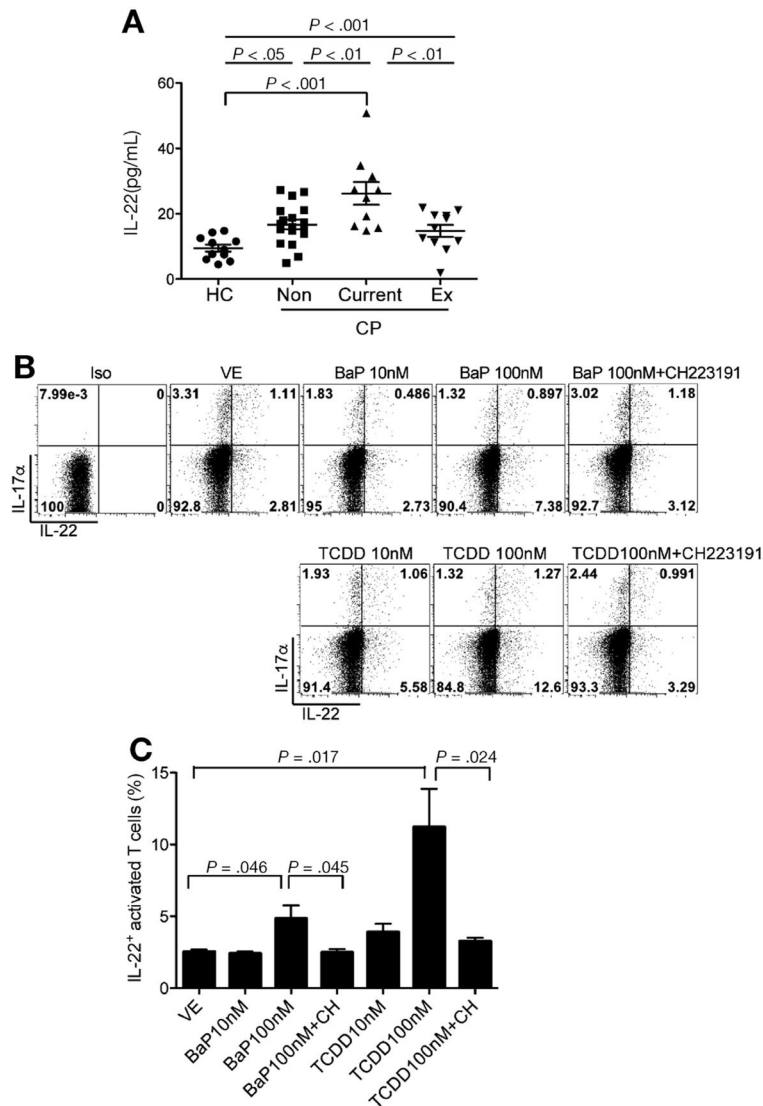 A
P < .001
P < .05 P < .01 P < .01
P < .001
60
40
20
0
IL-22(pg/mL)
HC Non Current Ex
CP
B
Iso VE BaP 10nM BaP 100nM BaP 100nM+CH223191
7.99e-3 0 3.31 1.11 1.83 0.486 1.32 0.897 3.02 1.18
100 0 92.8 2.81 95 2.73 90.4 7.38 92.7 3.12
IL-17α
IL-22
TCDD 10nM TCDD 100nM TCDD100nM+CH223191
1.93 1.06 1.32 1.27 2.44 0.991
91.4 5.58 84.8 12.6 93.3 3.29
IL-17α
IL-22
C
P = .017 P = .024
P = .046 P = .045
15
10
5
0
IL-22+ activated T cells (%)
VE
BaP10nM
BaP100nM
BaP100nM+CH
TCDD10nM
TCDD100nM
TCDD100nM+CH